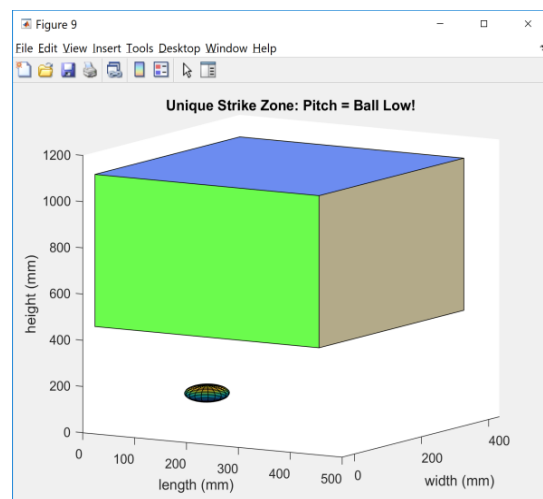 Figure 9
File Edit View Insert Tools Desktop Window Help
Unique Strike Zone: Pitch = Ball Low!
1200
1000
800
600
400
200
0
height (mm)
0 100 200 300 400 500
length (mm)
0 200 400
width (mm)